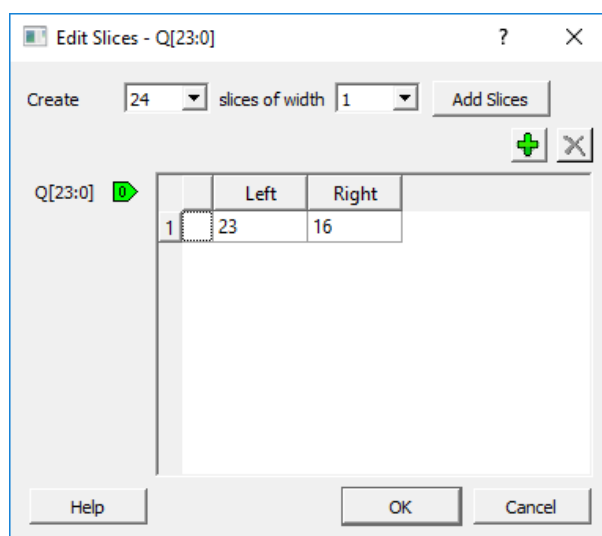 Edit Slices - Q[23:0] ?
Create 24 slices of width 1 Add Slices
Q[23:0] 0 Left Right
1 23 16
Help OK Cancel